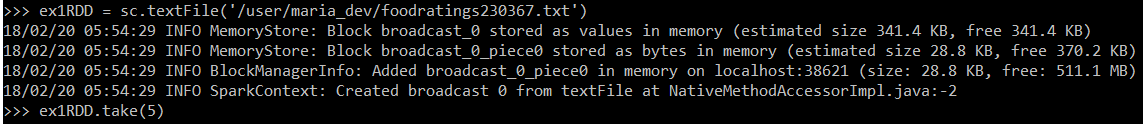 >>> ex1RDD = sc.textFile('/user/maria_dev/foodratings230367.txt')
18/02/20 05:54:29 INFO MemoryStore: Block broadcast_0 stored as values in memory (estimated size 341.4 KB, free 341.4 KB)
18/02/20 05:54:29 INFO MemoryStore: Block broadcast_0_piece0 stored as bytes in memory (estimated size 28.8 KB, free 370.2 KB)
18/02/20 05:54:29 INFO BlockManagerInfo: Added broadcast_0_piece0 in memory on localhost:38621 (size: 28.8 KB, free: 511.1 MB)
18/02/20 05:54:29 INFO SparkContext: Created broadcast 0 from textFile at NativeMethodAccessorImpl.java:-2
>>> ex1RDD.take(5)